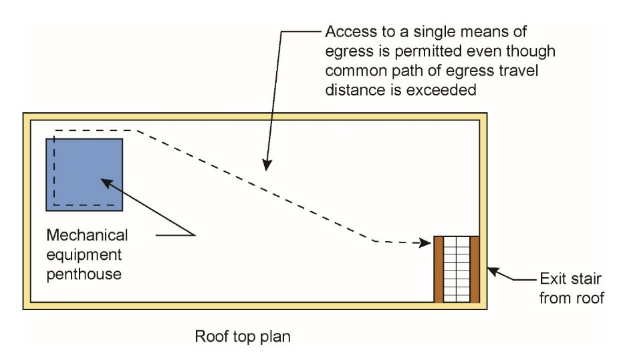 Access to a single means of
egress is permitted even though
common path of egress travel
distance is exceeded
Mechanical
equipment
penthouse
Exit stair
from roof
Roof top plan